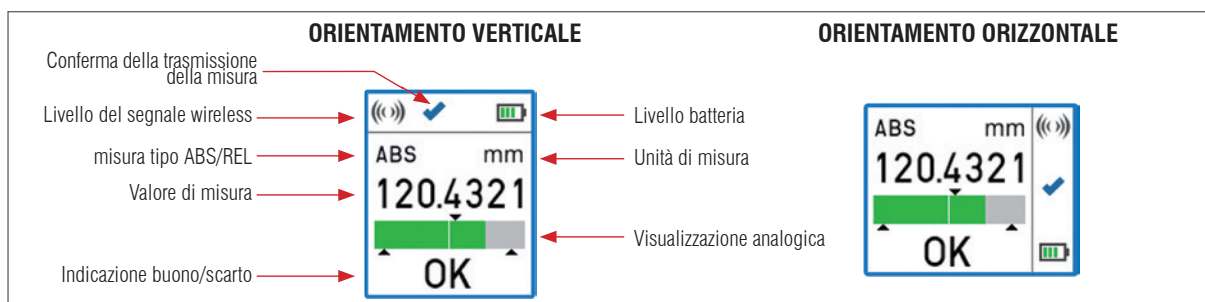 ORIENTAMENTO VERTICALE
ORIENTAMENTO ORIZZONTALE
Conferma della trasmissione
della misura
Livello del segnale wireless
misura tipo ABS/REL
Valore di misura
Indicazione buono/scarto
ABS mm
120.4321
OK
Livello batteria
Unità di misura
Visualizzazione analogica
ABS mm
120.4321
OK